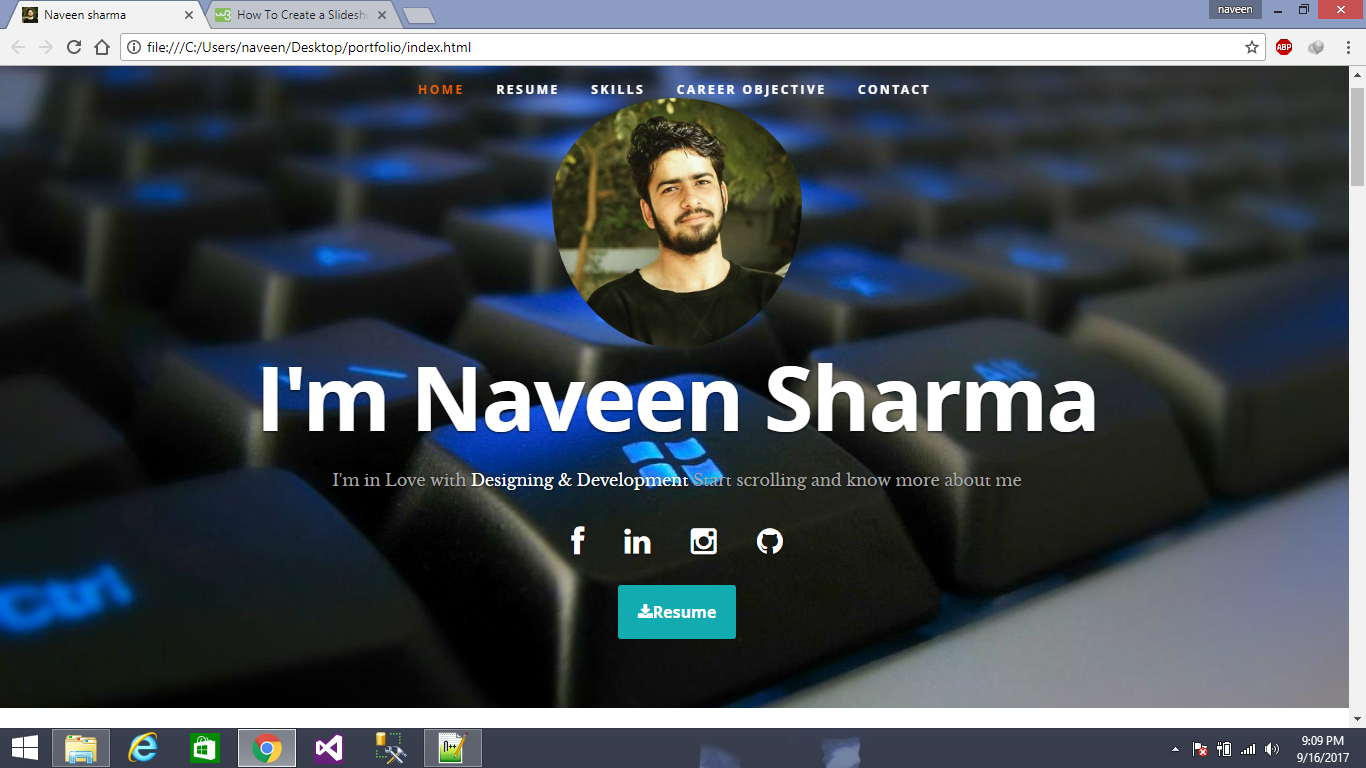 Naveen sharma
How To Create a Slidesh
naveen
file:///C:/Users/naveen/Desktop/portfolio/index.html
ABP
HOME RESUME SKILLS CAREER OBJECTIVE CONTACT
Alt
I'm Naveen Sharma
I'm in Love with Designing & Development Start scrolling and know more about me
Ctrl
Resume
9:09 PM
9/16/2017